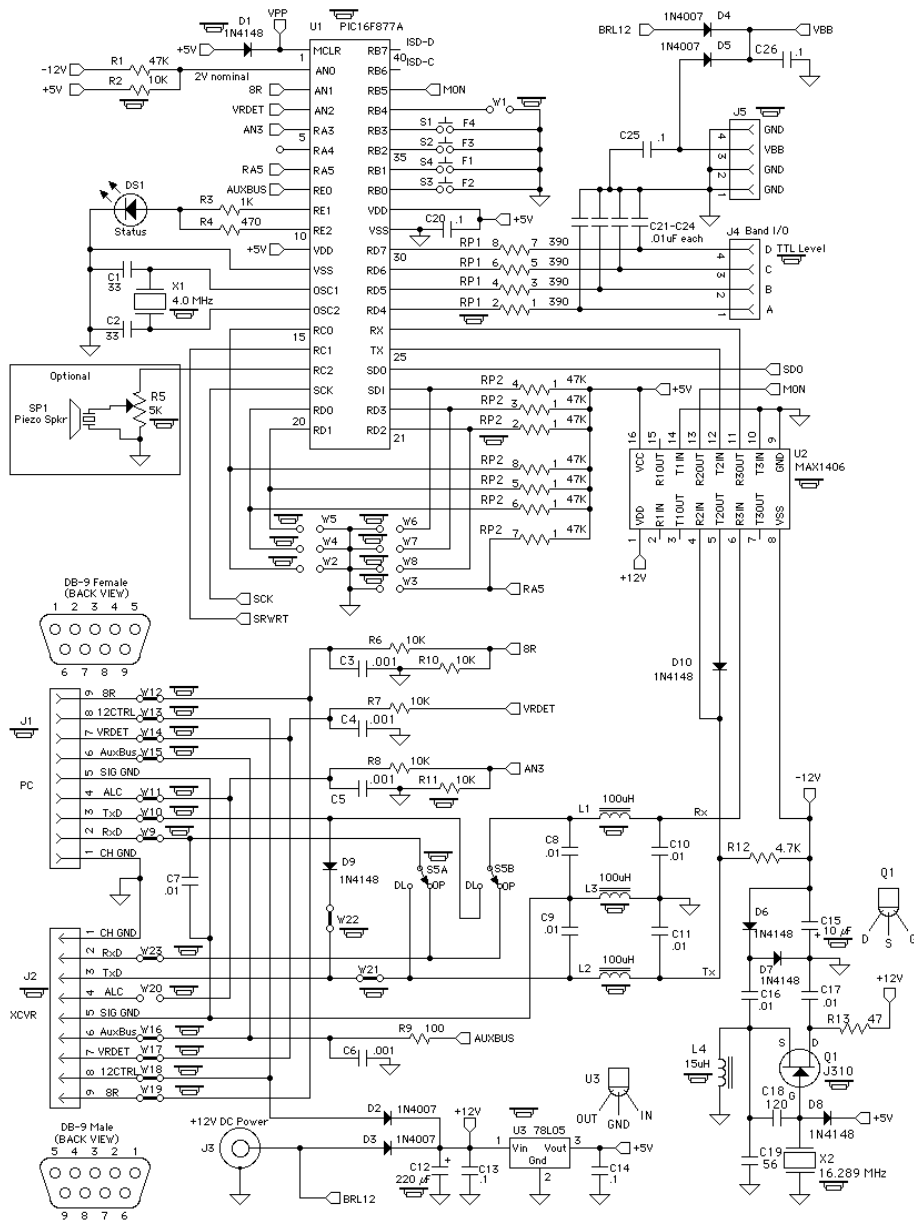 D1
1N4148
VPP
+5V
U1 PIC16F877A
MCLR
1
RB7
ISD-D
40
ISD-C
-12V
R1
47K
AN0
RB6
2V nominal
+5V
R2
10K
8R
AN1
RB5
MON
VRDET
AN2
RB4
W1
AN3
RA3
5
RB3
S1
F4
RA4
RB2
35
S2
F3
RA5
RA5
RB1
S4
F1
AUXBUS
RE0
RB0
S3
F2
DS1
Status
R3
1K
RE1
VDD
+5V
R4
470
RE2
10
VSS
C20
.1
+5V
VDD
RD7
30
RP1
8
7
390
VSS
RD6
RP1
6
5
390
C1
33
OSC1
RD5
RP1
4
3
390
X1
4.0 MHz
C2
33
OSC2
RD4
RP1
2
1
390
RC0
15
RX
RC1
TX
25
RC2
SDO
SDO
SCK
SDI
RD0
20
RD3
RD1
RD2
21
MON
Optional
SP1
Piezo Spkr
R5
5K
BRL12
1N4007
D4
VBB
1N4007
D5
C26
.1
C25
.1
J5
4
GND
3
VBB
2
GND
1
GND
C21-C24
.01uF each
J4 Band I/O
4
D
TTL Level
3
C
2
B
1
A
RP2
4
1
47K
+5V
RP2
3
1
47K
RP2
2
1
47K
RP2
8
1
47K
RP2
5
1
47K
RP2
6
1
47K
RP2
7
1
47K
W5
W6
W4
W7
W2
W8
W3
RA5
SCK
SRWRT
16
15
14
13
12
11
10
9
VCC
R1OUT
T1IN
R2OUT
T2IN
R3OUT
T3IN
GND
U2
MAX1406
VDD
R1IN
T1OUT
R2IN
T2OUT
R3IN
T3OUT
VSS
1
2
3
4
5
6
7
8
+12V
DB-9 Female
(BACK VIEW)
1 2 3 4 5
6 7 8 9
R6
10K
8R
C3
.001
R10
10K
R7
10K
VRDET
C4
.001
R8
10K
AN3
C5
.001
R11
10K
D10
1N4148
J1
PC
9
8R
W12
8
12CTRL
W13
7
VRDET
W14
6
AuxBus
W15
5
SIG GND
4
ALC
W11
3
TxD
W10
2
RxD
W9
1
CH GND
C7
.01
D9
1N4148
W22
S5A
DL
OP
S5B
DL
OP
L1
100uH
Rx
C8
.01
C10
.01
L3
100uH
C9
.01
C11
.01
L2
100uH
Tx
J2
XCVR
1
CH GND
2
RxD
W23
3
TxD
W21
4
ALC
W20
5
SIG GND
6
AuxBus
W16
7
VRDET
W17
8
12CTRL
W18
9
8R
W19
R9
100
AUXBUS
C6
.001
-12V
R12
4.7K
Q1
D
S
G
D6
1N4148
C15
+
10 µF
D7
1N4148
C16
.01
C17
.01
+12V
R13
47
L4
15uH
S
D
Q1
J310
G
C18
120
D8
1N4148
+5V
C19
56
X2
16.289 MHz
DB-9 Male
(BACK VIEW)
5 4 3 2 1
9 8 7 6
+12V DC Power
J3
BRL12
D2
1N4007
D3
1N4007
+12V
C12
220 µF
+
C13
.1
U3 78L05
1
Vin
Vout
3
Gnd
2
+5V
C14
.1
U3
OUT
GND
IN